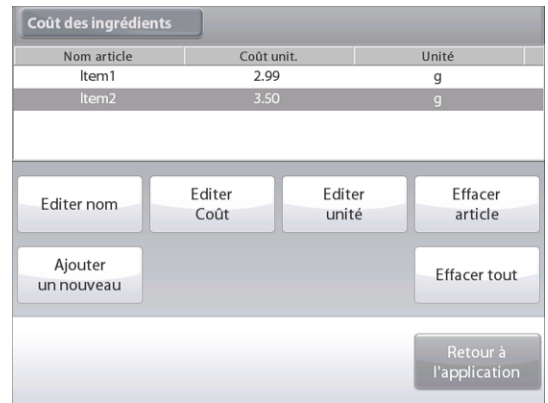 Coût des ingrédients
Nom article Coût unit. Unité
Item1 2.99 g
Item2 3.50 g
Editer nom
Editer
Coût
Editer
unité
Effacer
article
Ajouter
un nouveau
Effacer tout
Retour à
l'application